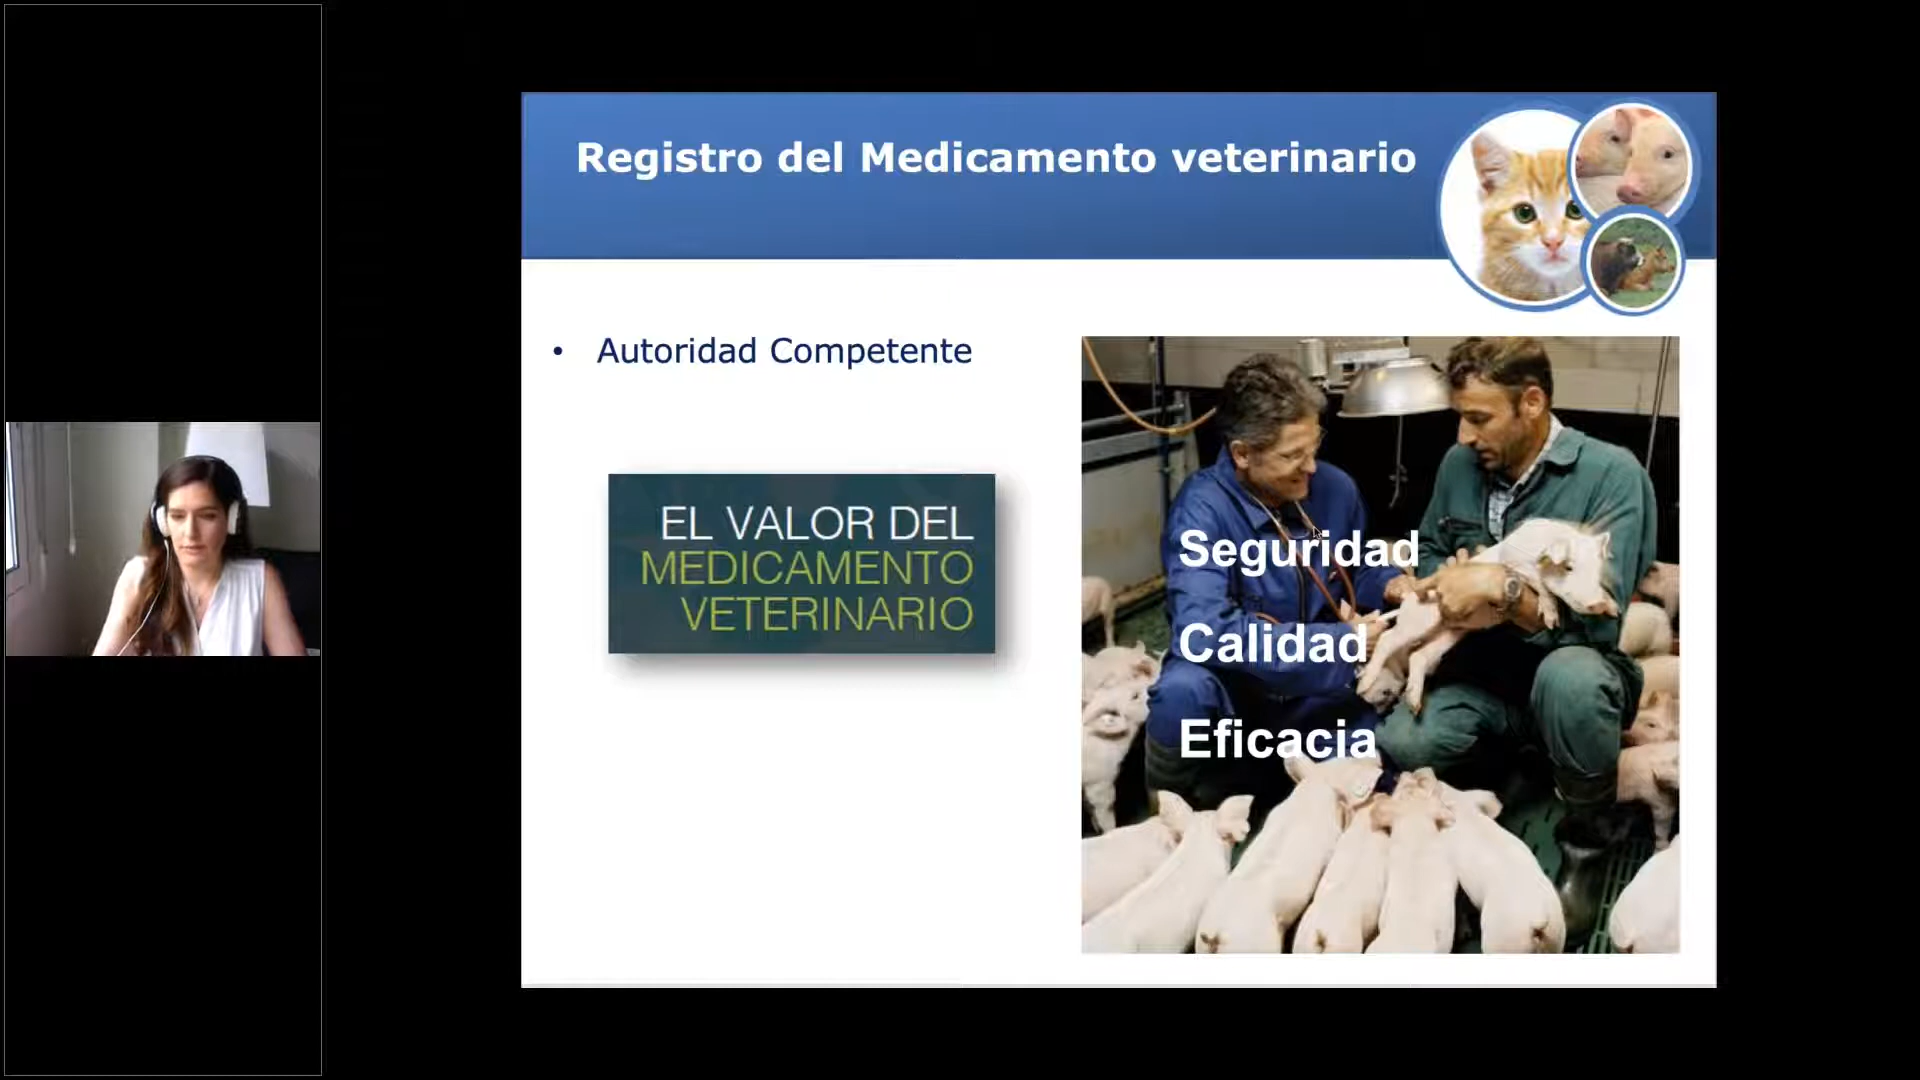 Registro del Medicamento veterinario
• Autoridad Competente
EL VALOR DEL
MEDICAMENTO
VETERINARIO
Seguridad
Calidad
Eficacia